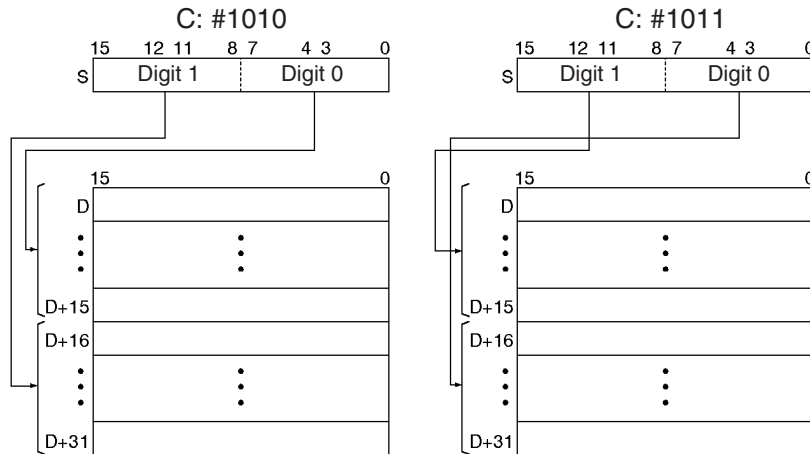 C: #1010
15 12 11 8 7 4 3 0
S Digit 1 Digit 0
15 0
D
D+15
D+16
D+31
C: #1011
15 12 11 8 7 4 3 0
S Digit 1 Digit 0
15 0
D
D+15
D+16
D+31